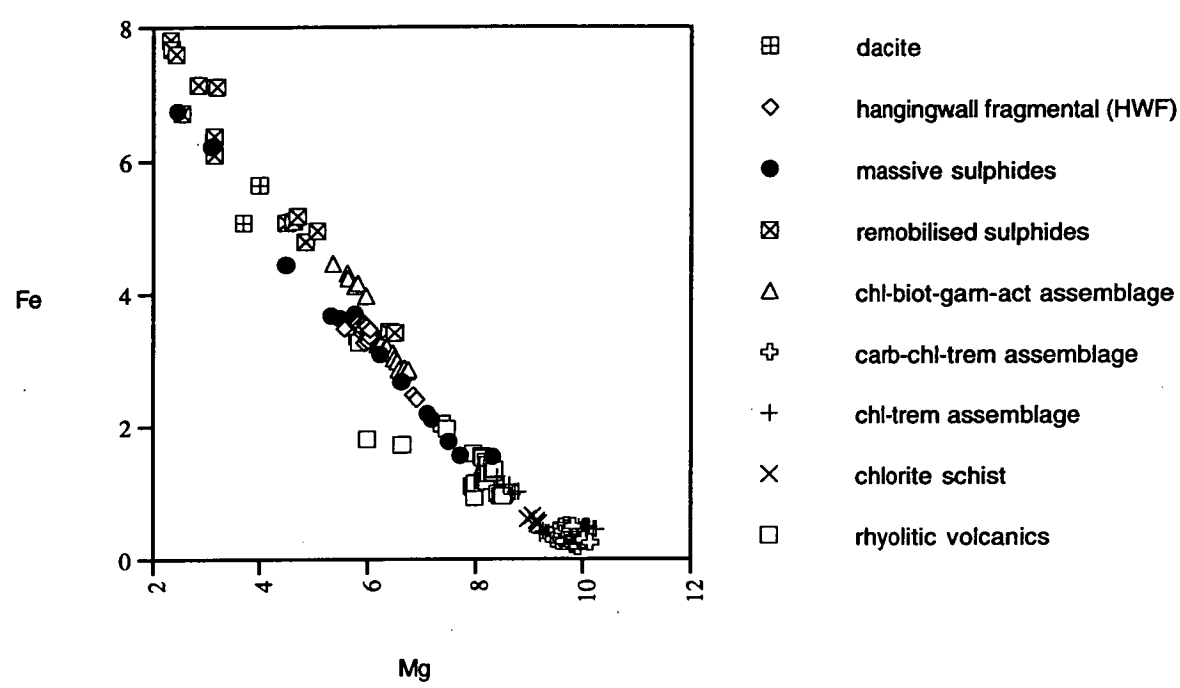 8
6
4
2
0
Fe
2
4
6
8
10
12
Mg
dacite
hangingwall fragmental (HWF)
massive sulphides
remobilised sulphides
chl-biot-garn-act assemblage
carb-chl-trem assemblage
chl-trem assemblage
chlorite schist
rhyolitic volcanics